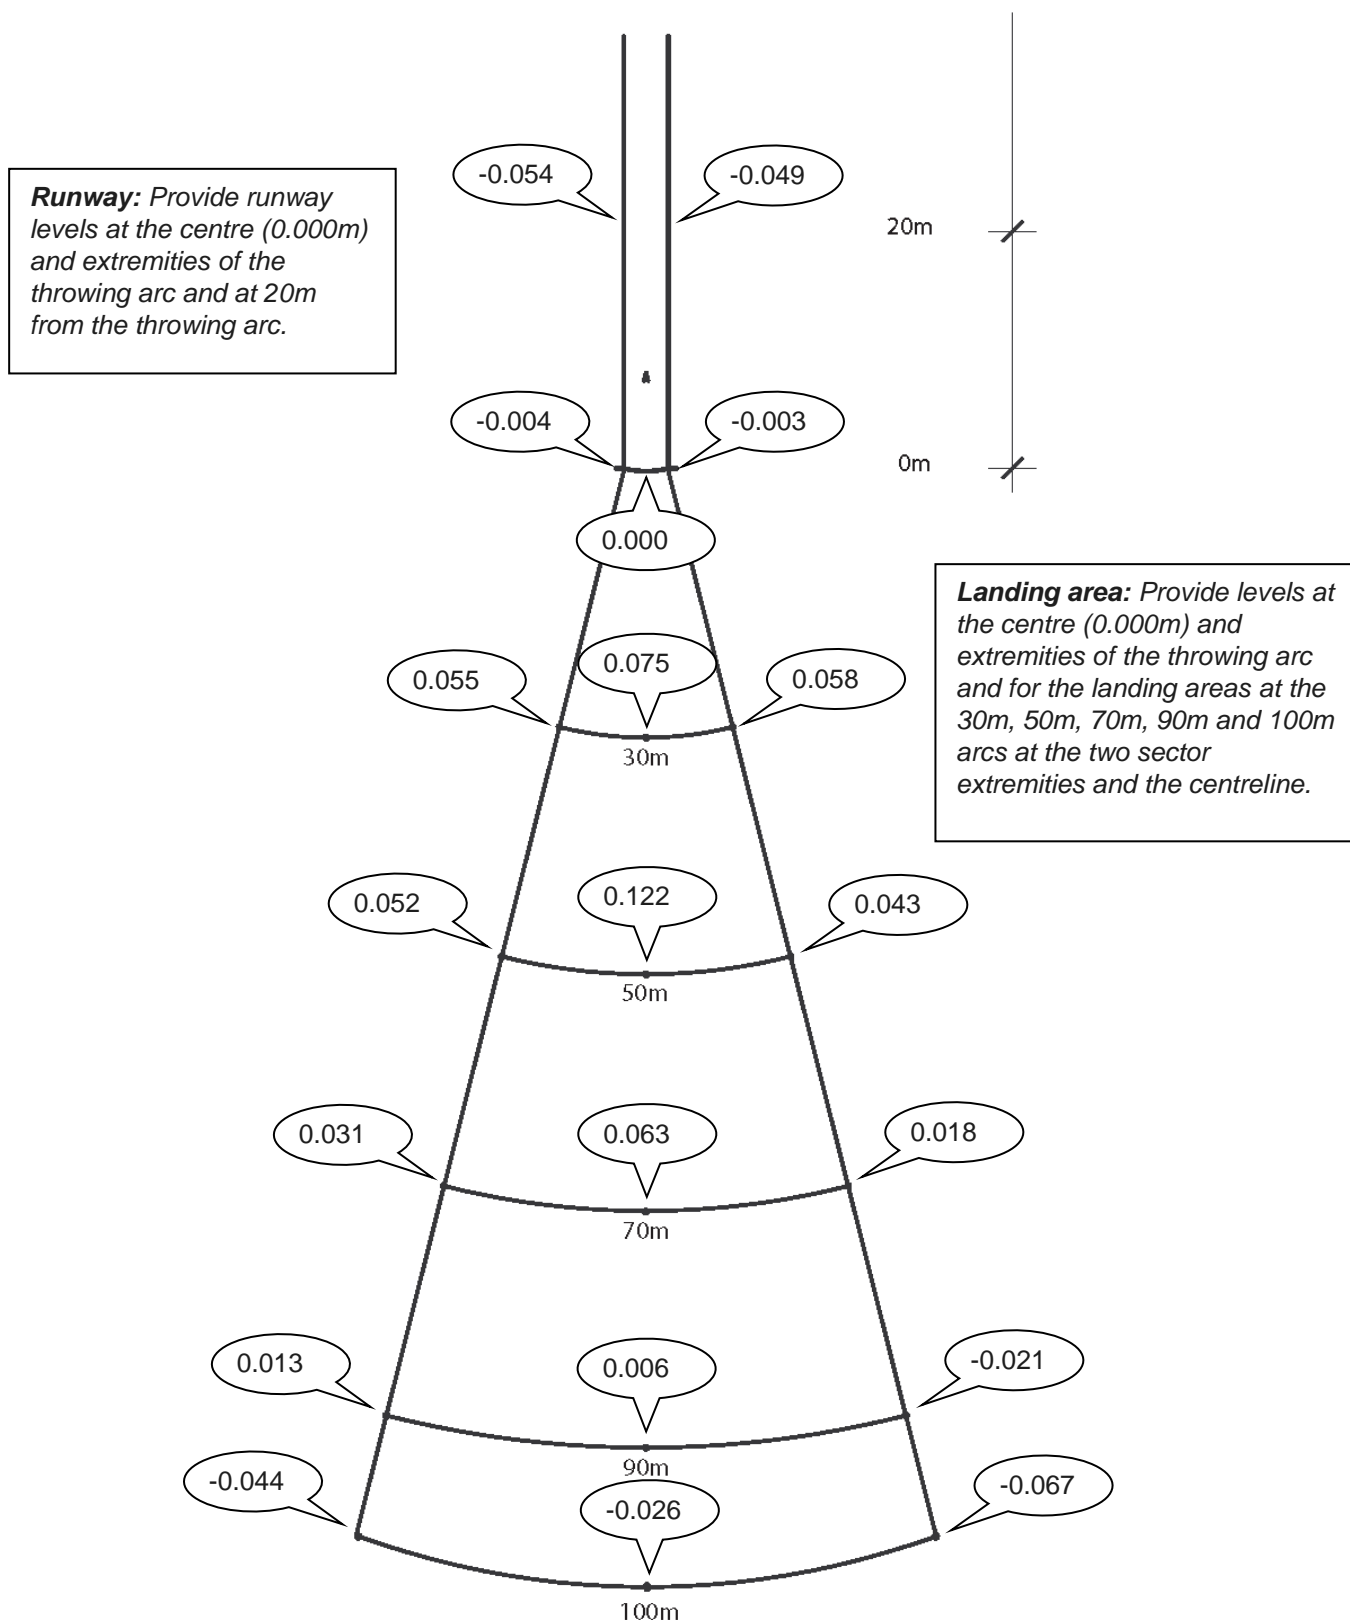 -0.054
-0.049
Runway: Provide runway
levels at the centre (0.000m)
and extremities of the
throwing arc and at 20m
from the throwing arc.
20m
-0.004
-0.003
0m
0.000
Landing area: Provide levels at
the centre (0.000m) and
extremities of the throwing arc
and for the landing areas at the
30m, 50m, 70m, 90m and 100m
arcs at the two sector
extremities and the centreline.
0.055
0.075
0.058
30m
0.052
0.122
0.043
50m
0.031
0.063
0.018
70m
0.013
0.006
-0.021
90m
-0.044
-0.026
-0.067
100m